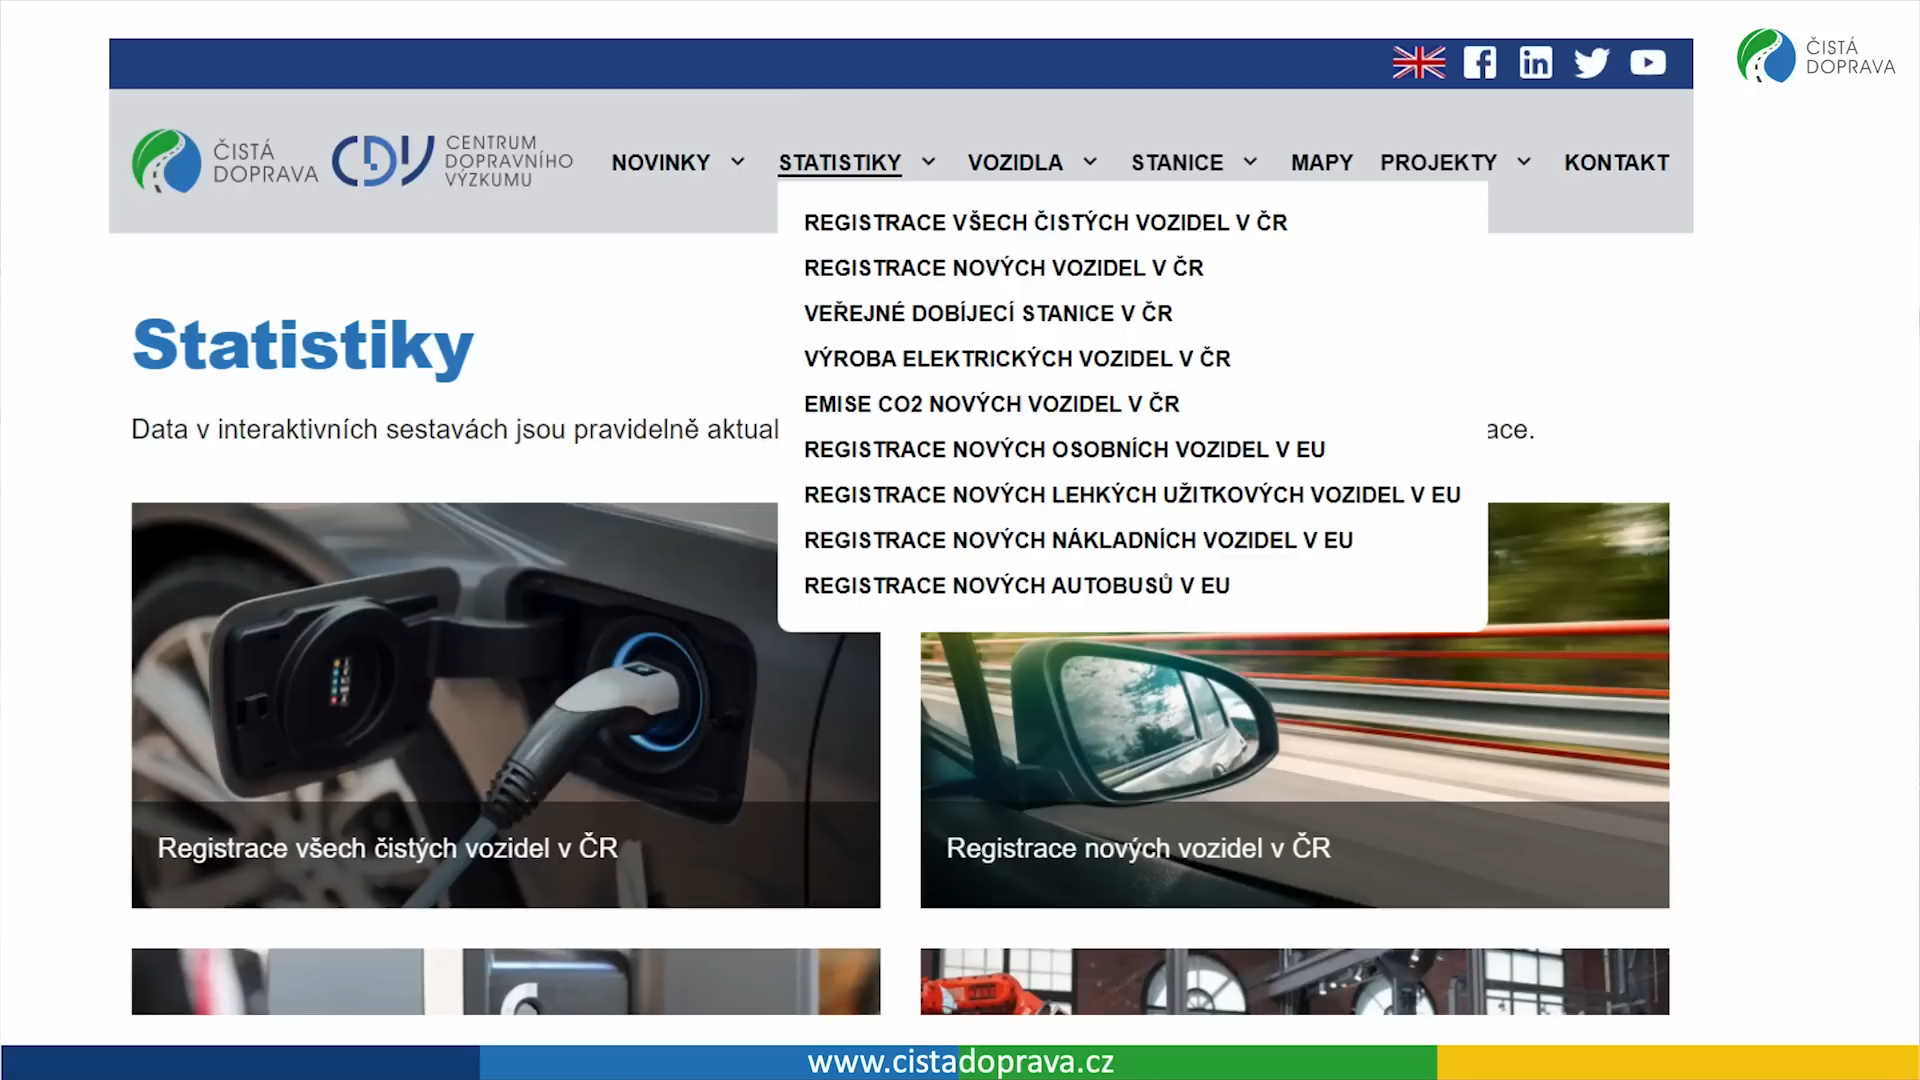 ČISTÁ
DOPRAVA
ČISTÁ
DOPRAVA
CDV
CENTRUM
DOPRAVNÍHO
VÝZKUMU
NOVINKY
STATISTIKY
VOZIDLA
STANICE
MAPY
PROJEKTY
KONTAKT
REGISTRACE VŠECH ČISTÝCH VOZIDEL V ČR
REGISTRACE NOVÝCH VOZIDEL V ČR
VEŘEJNÉ DOBÍJECÍ STANICE V ČR
VÝROBA ELEKTRICKÝCH VOZIDEL V ČR
EMISE CO2 NOVÝCH VOZIDEL V ČR
REGISTRACE NOVÝCH OSOBNÍCH VOZIDEL V EU
REGISTRACE NOVÝCH LEHKÝCH UŽITKOVÝCH VOZIDEL V EU
REGISTRACE NOVÝCH NÁKLADNÍCH VOZIDEL V EU
REGISTRACE NOVÝCH AUTOBUSŮ V EU
Statistiky
Data v interaktivních sestavách jsou pravidelně aktual ace.
Registrace všech čistých vozidel v ČR
Registrace nových vozidel v ČR
www.cistadoprava.cz